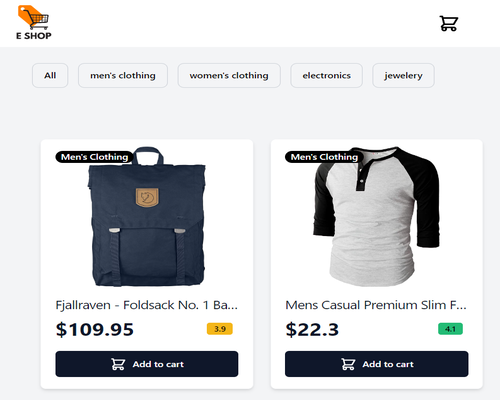 E SHOP
All
men's clothing
women's clothing
electronics
jewelery
Men's Clothing
Men's Clothing
Fjallraven - Foldsack No. 1 Ba...
Mens Casual Premium Slim F...
$109.95
3.9
$22.3
4.1
Add to cart
Add to cart